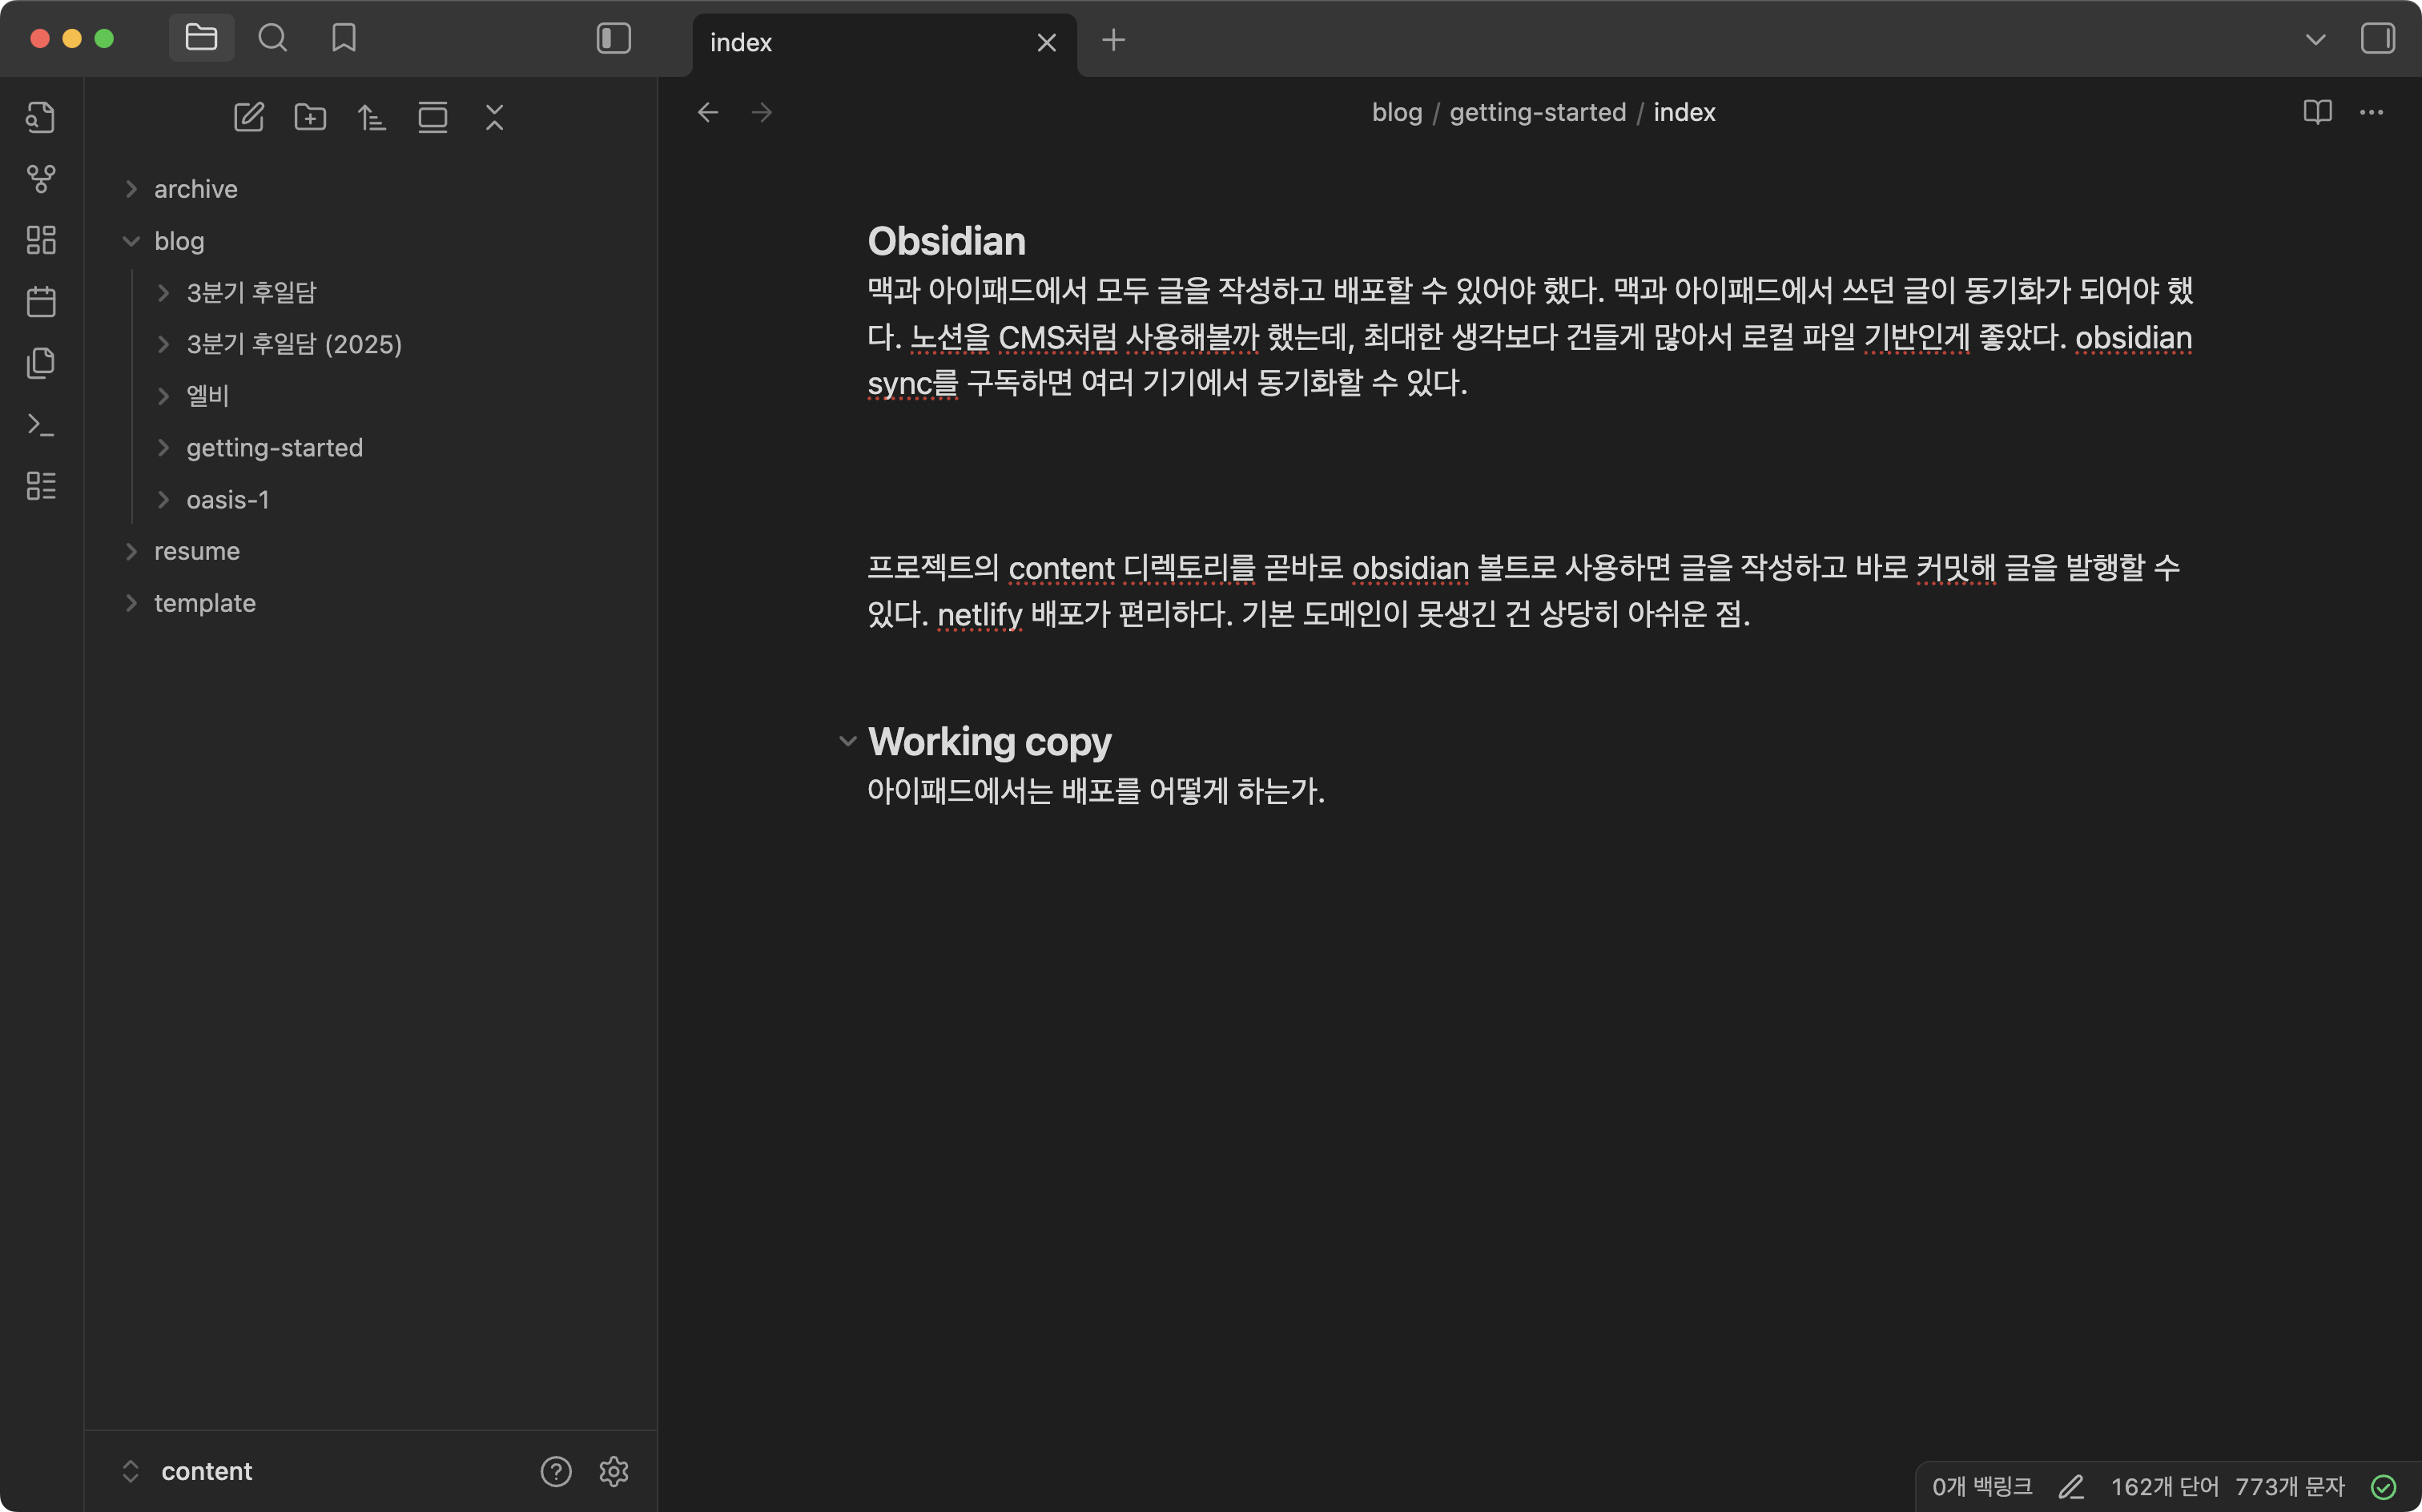 index
blog / getting-started / index
archive
blog
3분기 후일담
3분기 후일담 (2025)
엘비
getting-started
oasis-1
resume
template
content
Obsidian
맥과 아이패드에서 모두 글을 작성하고 배포할 수 있어야 했다. 맥과 아이패드에서 쓰던 글이 동기화가 되어야 했
다. 노션을 CMS처럼 사용해볼까 했는데, 최대한 생각보다 건들게 많아서 로컬 파일 기반인게 좋았다. obsidian
sync를 구독하면 여러 기기에서 동기화할 수 있다.
프로젝트의 content 디렉토리를 곧바로 obsidian 볼트로 사용하면 글을 작성하고 바로 커밋해 글을 발행할 수
있다. netlify 배포가 편리하다. 기본 도메인이 못생긴 건 상당히 아쉬운 점.
Working copy
아이패드에서는 배포를 어떻게 하는가.
0개 백링크 162개 단어 773개 문자